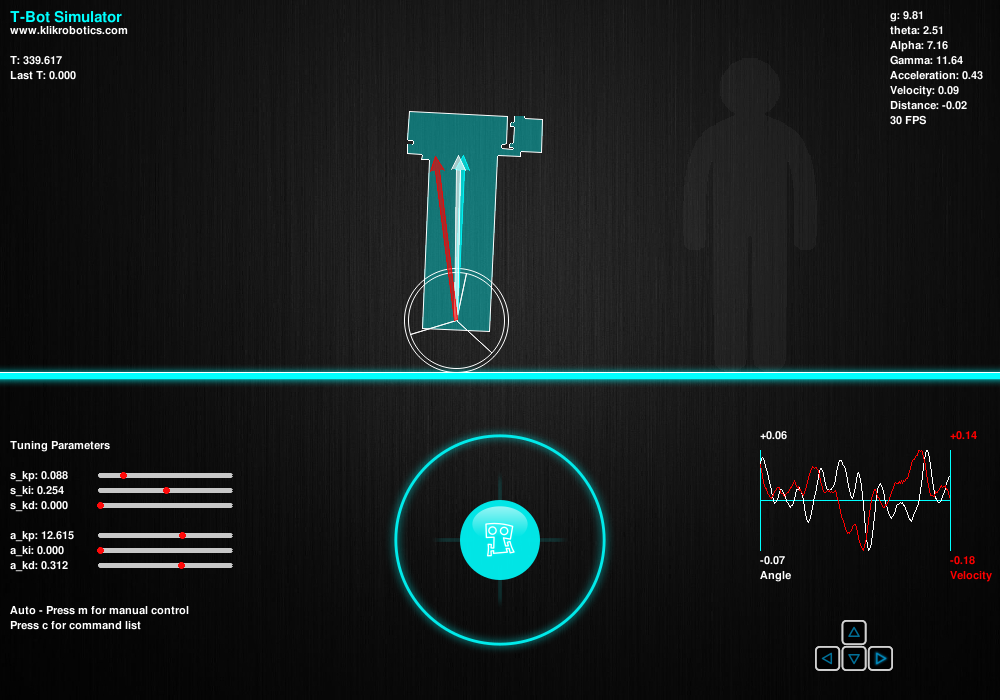 T-Bot Simulator
www.klikrobotics.com
T: 339.617
Last T: 0.000
g: 9.81
theta: 2.51
Alpha: 7.16
Gamma: 11.64
Acceleration: 0.43
Velocity: 0.09
Distance: -0.02
30 FPS
Tuning Parameters
s_kp: 0.088
s_ki: 0.254
s_kd: 0.000
a_kp: 12.615
a_ki: 0.000
a_kd: 0.312
Auto - Press m for manual control
Press c for command list
+0.06
+0.14
-0.07
-0.18
Angle
Velocity